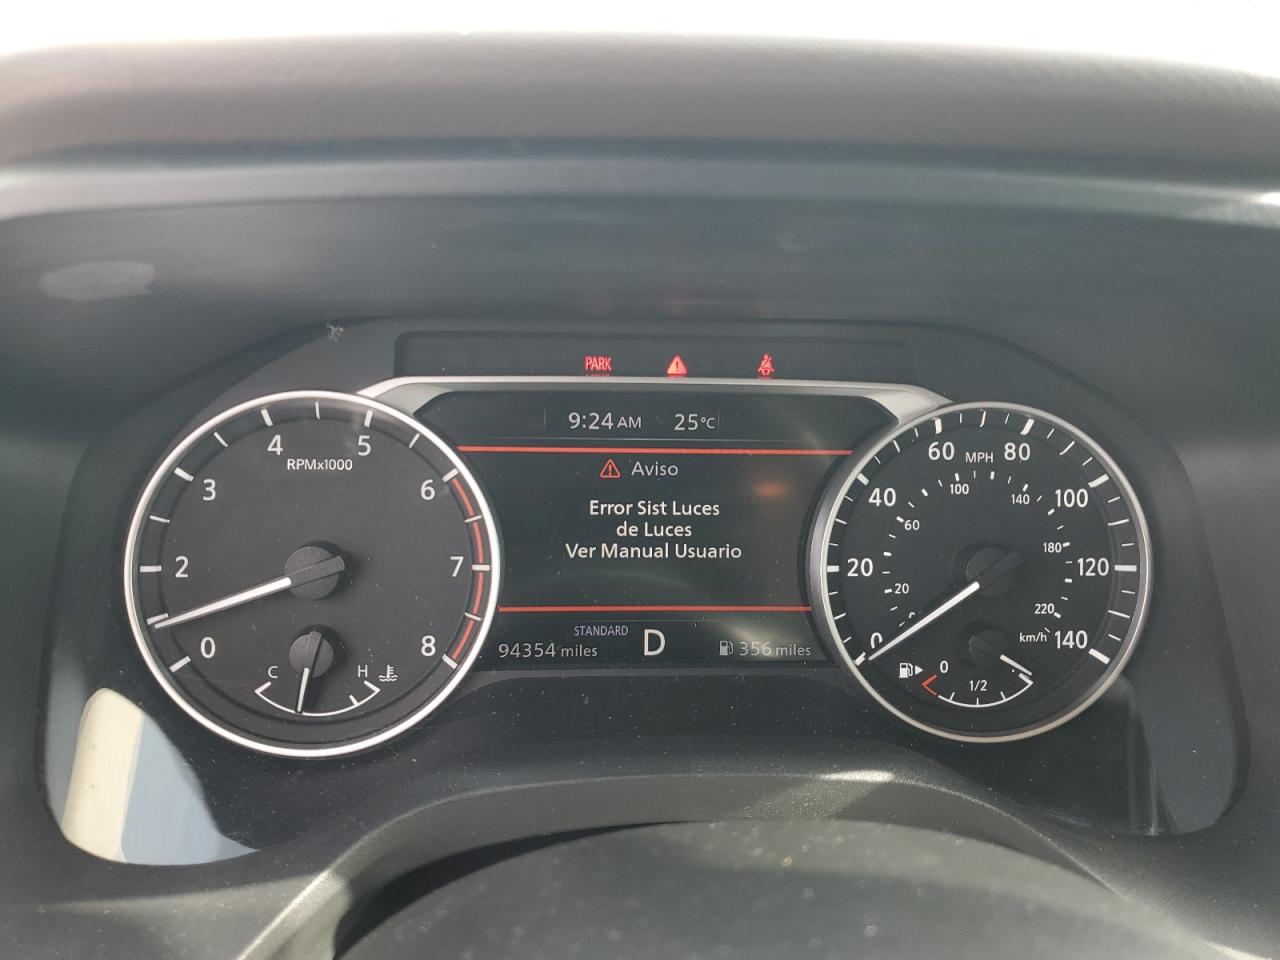 PARK
9:24 AM 25°C
Aviso
Error Sist Luces
de Luces
Ver Manual Usuario
STANDARD
94354 miles D 356 miles
0 2 3 4 5 6 7 8
RPMx1000
C H
0 20 40 60 80 100 120 140
MPH
20 60 100 140 180 220
km/h
0 1/2